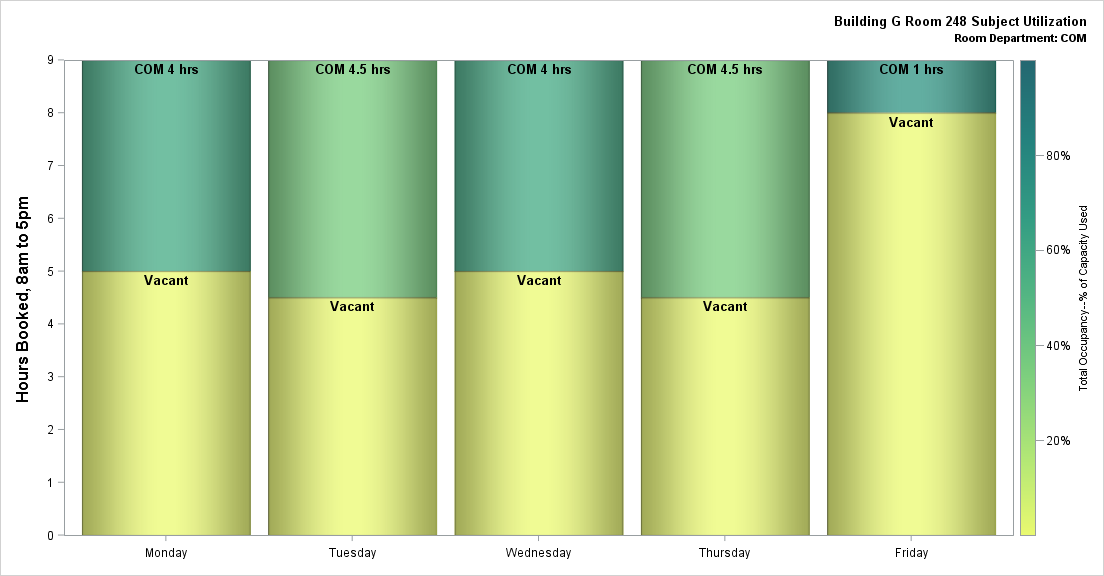 Building G Room 248 Subject Utilization
Room Department: COM
Hours Booked, 8am to 5pm
9
8
7
6
5
4
3
2
1
0
COM 4 hrs
Vacant
COM 4.5 hrs
Vacant
COM 4 hrs
Vacant
COM 4.5 hrs
Vacant
COM 1 hrs
Vacant
Monday
Tuesday
Wednesday
Thursday
Friday
80%
60%
40%
20%
Total Occupancy--% of Capacity Used